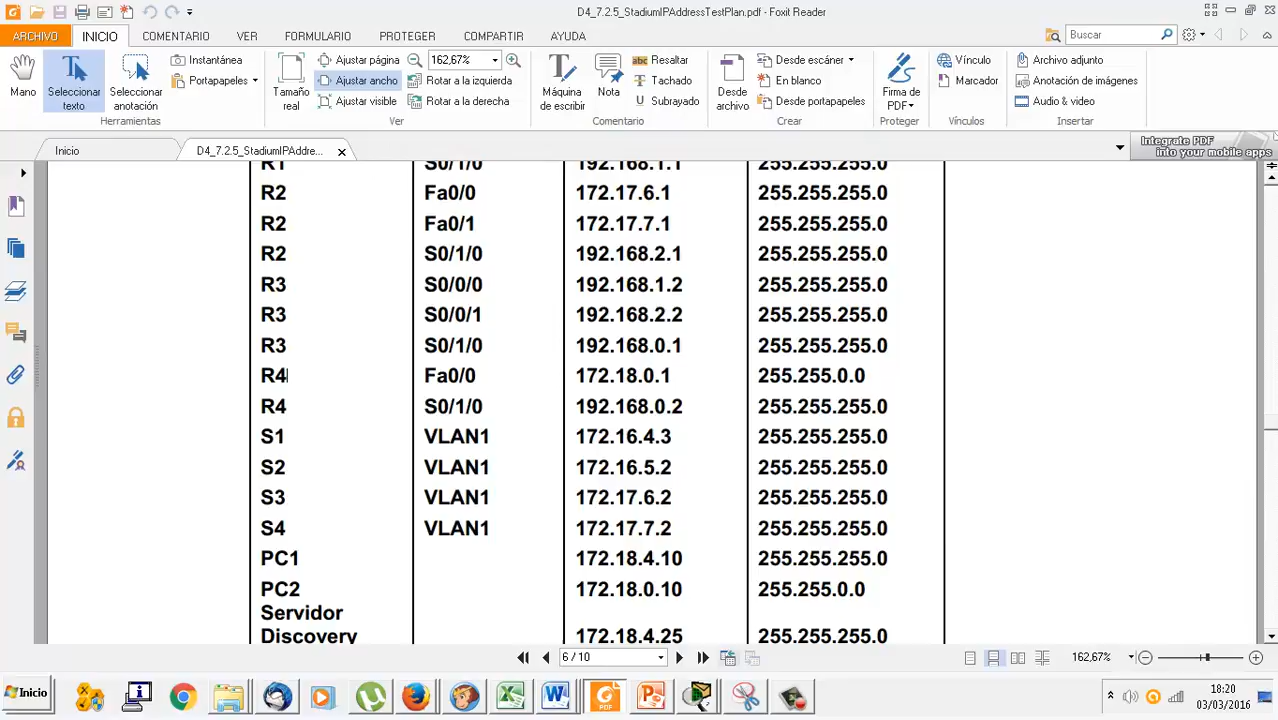 D4_7.2.5_StadiumIPAddressTestPlan.pdf - Foxit Reader
ARCHIVO INICIO COMENTARIO VER FORMULARIO PROTEGER COMPARTIR AYUDA Buscar
Mano
Seleccionar texto
Seleccionar anotación
Instantánea
Portapapeles
Herramientas
Tamaño real
Ajustar página
Ajustar ancho
Ajustar visible
162,67%
Rotar a la izquierda
Rotar a la derecha
Ver
Máquina de escribir
Nota
Resaltar
Tachado
Subrayado
Comentario
Desde archivo
Desde escáner
En blanco
Desde portapapeles
Crear
Firma de PDF
Proteger
Vínculo
Marcador
Vínculos
Archivo adjunto
Anotación de imágenes
Audio & video
Insertar
Inicio D4_7.2.5_StadiumIPAddre...
Integrate PDF
into your mobile apps
R1 S0/1/0 192.168.1.1 255.255.255.0
R2 Fa0/0 172.17.6.1 255.255.255.0
R2 Fa0/1 172.17.7.1 255.255.255.0
R2 S0/1/0 192.168.2.1 255.255.255.0
R3 S0/0/0 192.168.1.2 255.255.255.0
R3 S0/0/1 192.168.2.2 255.255.255.0
R3 S0/1/0 192.168.0.1 255.255.255.0
R4 Fa0/0 172.18.0.1 255.255.0.0
R4 S0/1/0 192.168.0.2 255.255.255.0
S1 VLAN1 172.16.4.3 255.255.255.0
S2 VLAN1 172.16.5.2 255.255.255.0
S3 VLAN1 172.17.6.2 255.255.255.0
S4 VLAN1 172.17.7.2 255.255.255.0
PC1 172.18.4.10 255.255.255.0
PC2 172.18.0.10 255.255.0.0
Servidor
Discovery 172.18.4.25 255.255.255.0
6 / 10 162,67%
Inicio
18:20
03/03/2016